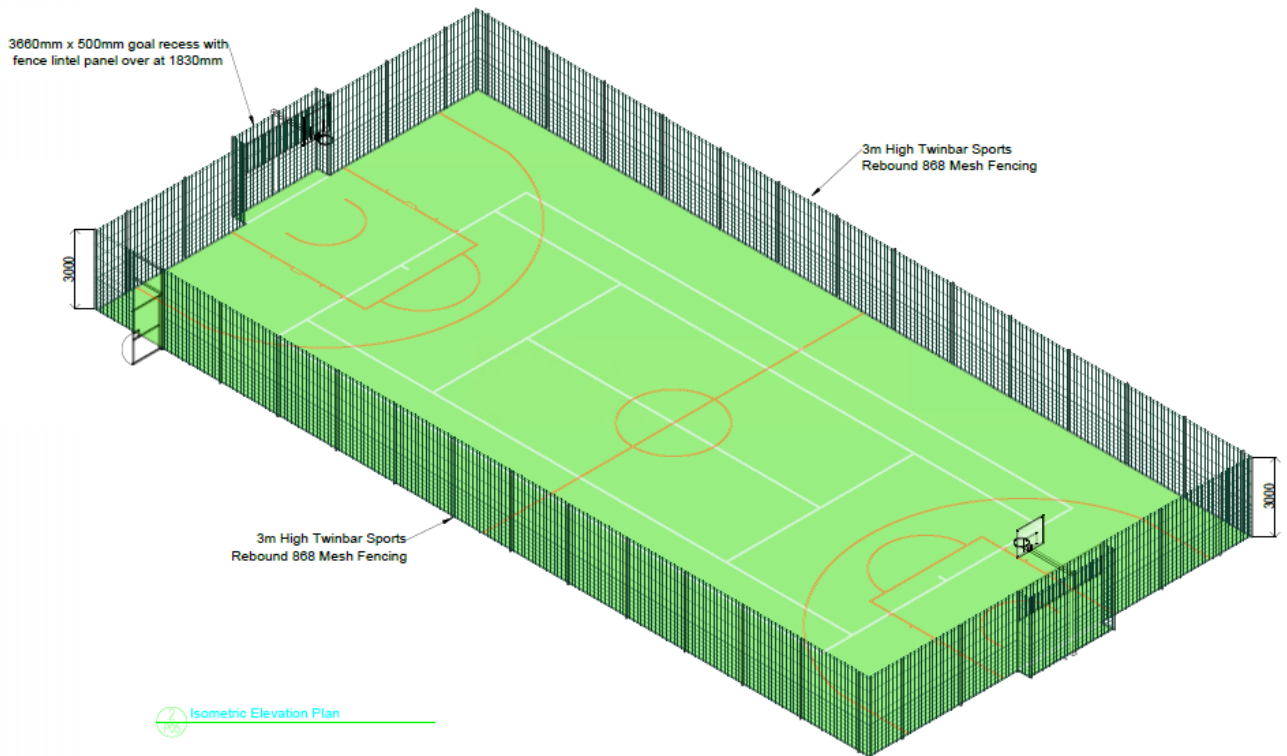 3660mm x 500mm goal recess with
fence lintel panel over at 1830mm
3m High Twinbar Sports
Rebound 868 Mesh Fencing
3000
3000
3m High Twinbar Sports
Rebound 868 Mesh Fencing
2
Isometric Elevation Plan